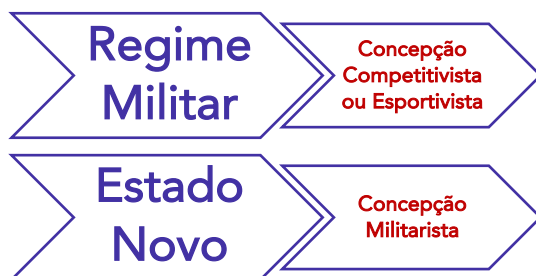 Regime
Militar
Concepção
Competitivista
ou Esportivista
Estado
Novo
Concepção
Militarista